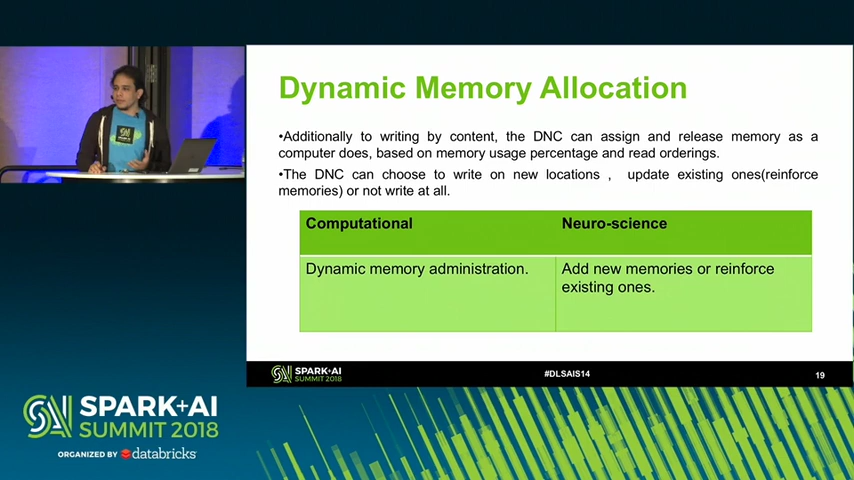 Dynamic Memory Allocation
•Additionally to writing by content, the DNC can assign and release memory as a
computer does, based on memory usage percentage and read orderings.
•The DNC can choose to write on new locations , update existing ones(reinforce
memories) or not write at all.
Computational
Neuro-science
Dynamic memory administration.
Add new memories or reinforce
existing ones.
SPARK+AI
SUMMIT 2018
#DLSAIS14
19
SPARK+AI
SUMMIT 2018
ORGANIZED BY databricks